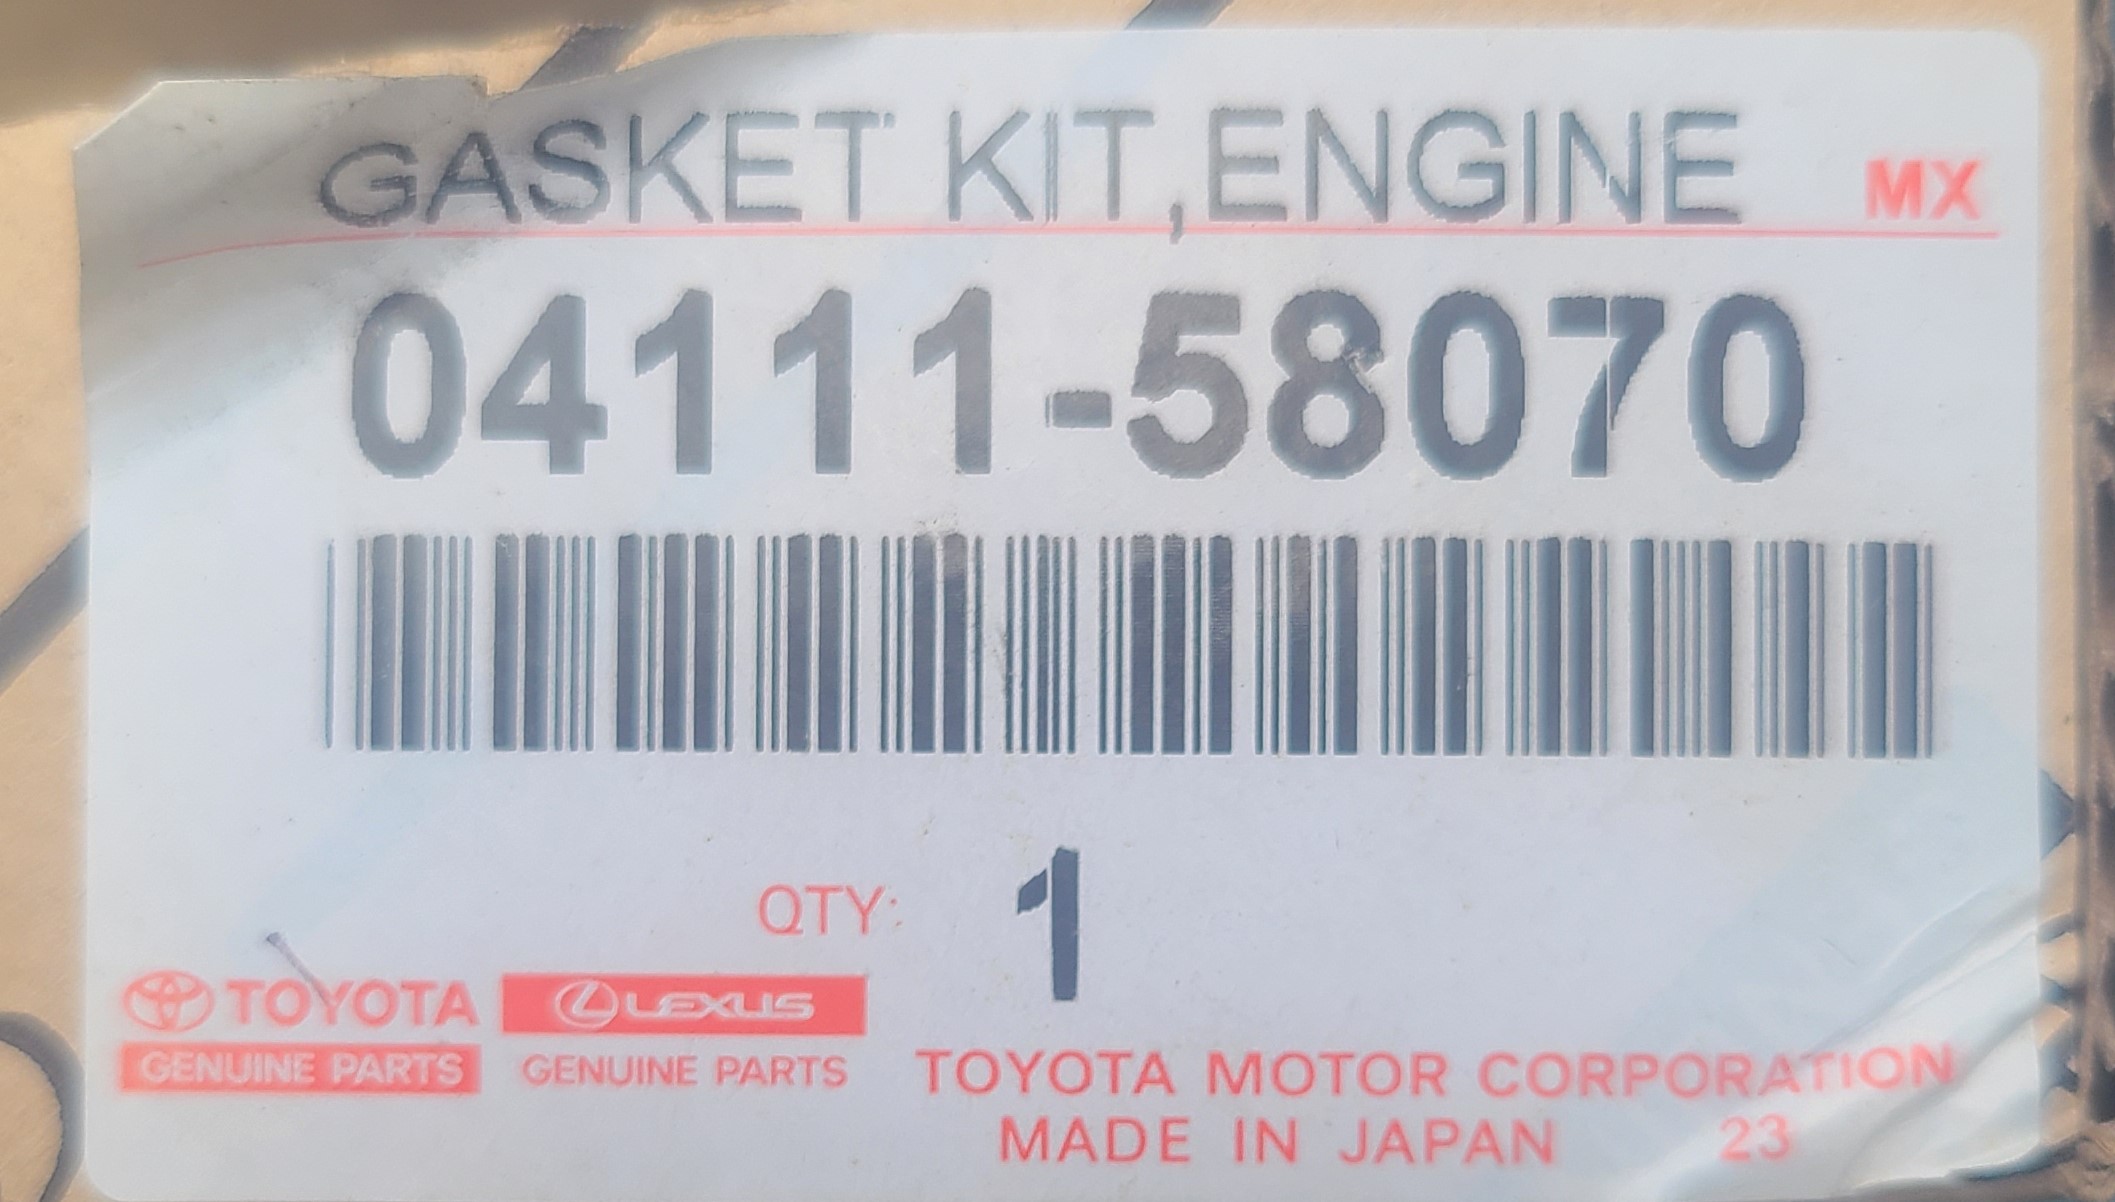 GASKET KIT,ENGINE MX
04111-58070
QTY: 1
TOYOTA LEXUS
GENUINE PARTS GENUINE PARTS
TOYOTA MOTOR CORPORATION
MADE IN JAPAN 23